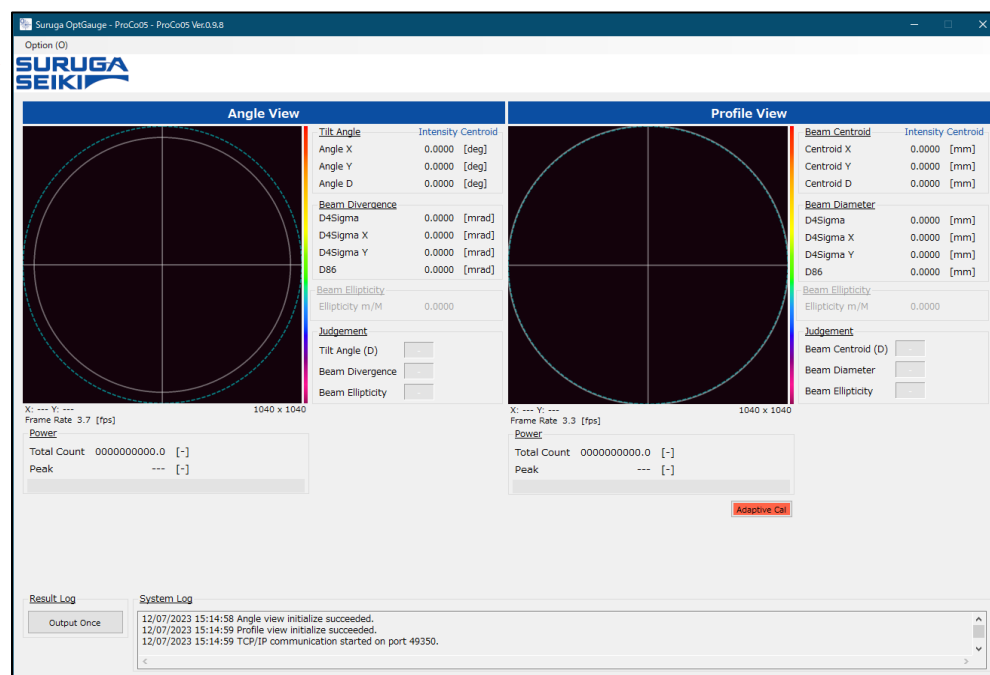 Suruga OptGauge - ProCo05 - ProCo05 Ver.0.9.8
Option (O)
SURUGA
SEIKI
Angle View
Tilt Angle Intensity Centroid
Angle X 0.0000 [deg]
Angle Y 0.0000 [deg]
Angle D 0.0000 [deg]
Beam Divergence
D4Sigma 0.0000 [mrad]
D4Sigma X 0.0000 [mrad]
D4Sigma Y 0.0000 [mrad]
D86 0.0000 [mrad]
Beam Ellipticity
Ellipticity m/M 0.0000
Judgement
Tilt Angle (D) -
Beam Divergence -
Beam Ellipticity -
X: --- Y: --- 1040 x 1040
Frame Rate 3.7 [fps]
Power
Total Count 0000000000.0 [-]
Peak --- [-]
Profile View
Beam Centroid Intensity Centroid
Centroid X 0.0000 [mm]
Centroid Y 0.0000 [mm]
Centroid D 0.0000 [mm]
Beam Diameter
D4Sigma 0.0000 [mm]
D4Sigma X 0.0000 [mm]
D4Sigma Y 0.0000 [mm]
D86 0.0000 [mm]
Beam Ellipticity
Ellipticity m/M 0.0000
Judgement
Beam Centroid (D) -
Beam Diameter -
Beam Ellipticity -
X: --- Y: --- 1040 x 1040
Frame Rate 3.3 [fps]
Power
Total Count 0000000000.0 [-]
Peak --- [-]
Adaptive Cal
Result Log
Output Once
System Log
12/07/2023 15:14:58 Angle view initialize succeeded.
12/07/2023 15:14:59 Profile view initialize succeeded.
12/07/2023 15:14:59 TCP/IP communication started on port 49350.